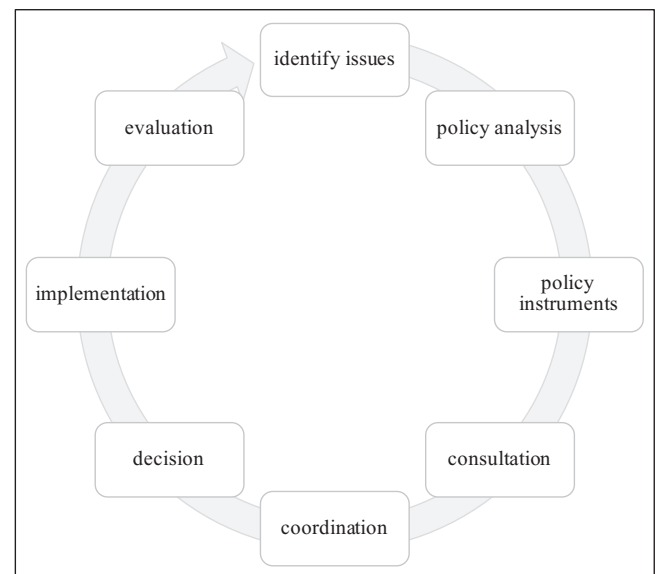 identify issues
policy analysis
policy
instruments
consultation
coordination
decision
implementation
evaluation